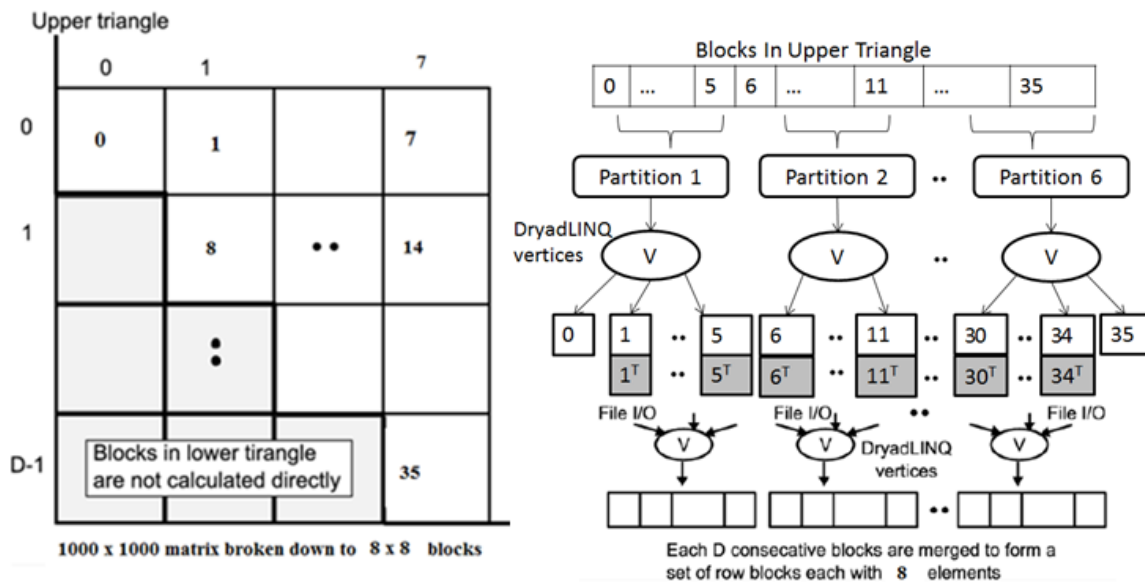 Upper triangle
0 1 7
0 0 1 7
1 8 •• 14
:
D-1 35
Blocks in lower tirangle
are not calculated directly
1000 x 1000 matrix broken down to 8 x 8 blocks
Blocks In Upper Triangle
0 ... 5 6 ... 11 ... 35
Partition 1 Partition 2 •• Partition 6
DryadLINQ
vertices
V V •• V
0 1 •• 5 6 •• 11 •• 30 •• 34 35
1ᵀ •• 5ᵀ 6ᵀ •• 11ᵀ •• 30ᵀ •• 34ᵀ
File I/O File I/O •• File I/O
V V V
DryadLINQ
vertices
••
Each D consecative blocks are merged to form a
set of row blocks each with 8 elements